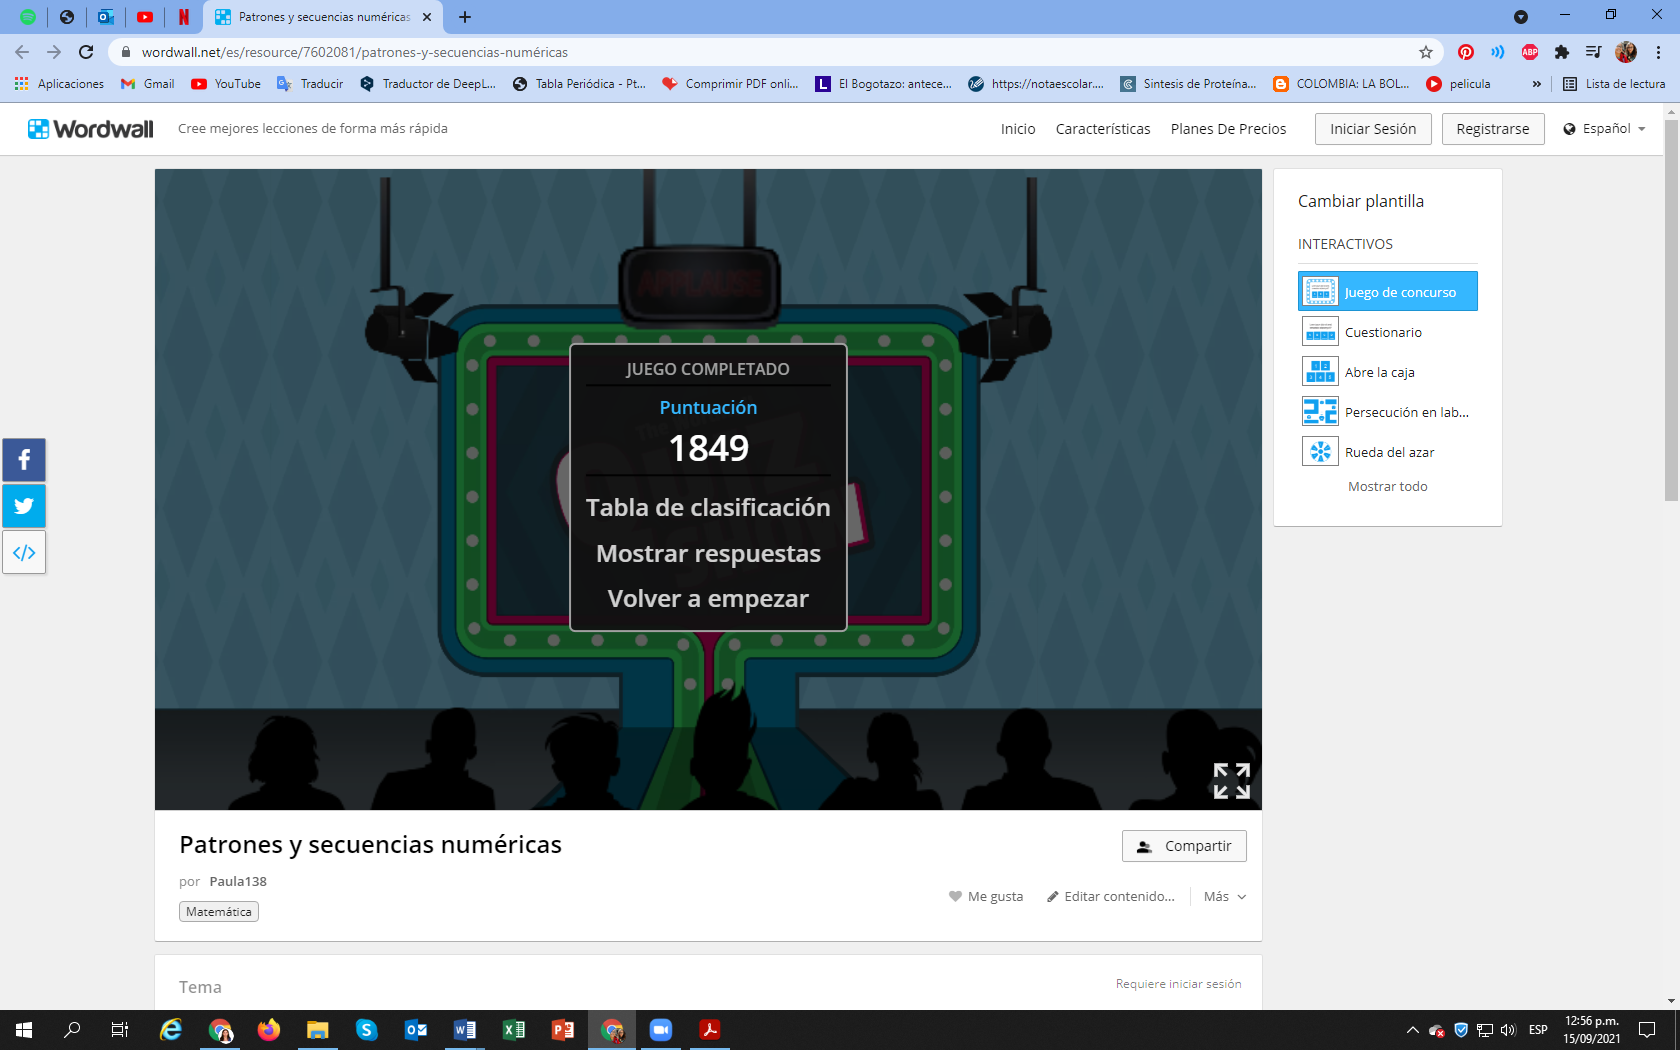 Patrones y secuencias numéricas
wordwall.net/es/resource/7602081/patrones-y-secuencias-numéricas
ABP
Aplicaciones
Gmail
YouTube
Traducir
Traductor de DeepL...
Tabla Periódica - Pt...
Comprimir PDF onli...
El Bogotazo: antece...
https://notaescolar....
Sintesis de Proteína...
COLOMBIA: LA BOL...
pelicula
»
Lista de lectura
Wordwall
Cree mejores lecciones de forma más rápida
Inicio
Características
Planes De Precios
Iniciar Sesión
Registrarse
Español
APPLAUSE
JUEGO COMPLETADO
Puntuación
1849
Tabla de clasificación
Mostrar respuestas
Volver a empezar
Cambiar plantilla
INTERACTIVOS
Juego de concurso
Cuestionario
Abre la caja
Persecución en lab...
Rueda del azar
Mostrar todo
Patrones y secuencias numéricas
Compartir
por Paula138
Me gusta
Editar contenido...
Más
Matemática
Tema
Requiere iniciar sesión
ESP
12:56 p.m.
15/09/2021